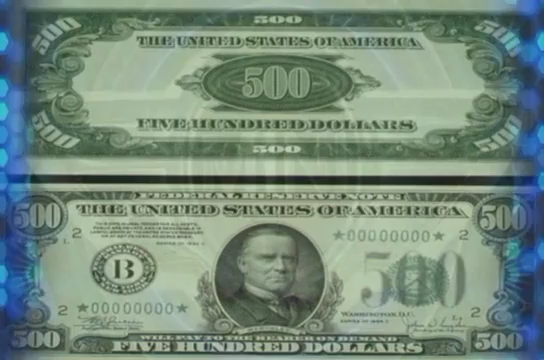 500
500 500
THE UNITED STATES OF AMERICA
500
FIVE HUNDRED DOLLARS
500 500
500
FEDERAL RESERVE NOTE
500 THE UNITED STATES OF AMERICA 500
2 2
*00000000*
B 500
WASHINGTON, D.C.
2 *00000000* 2
WILL PAY TO THE BEARER ON DEMAND
500 FIVE HUNDRED DOLLARS 500